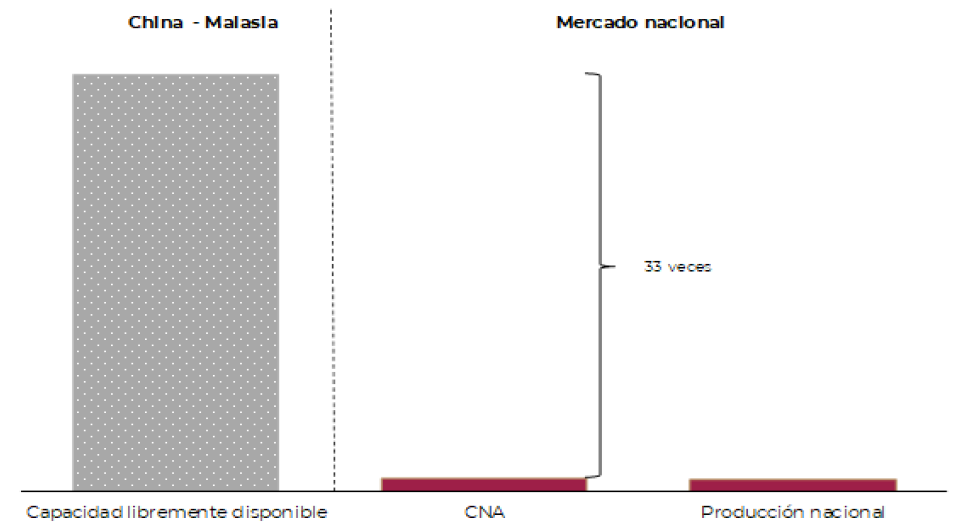 China - Malasia
Mercado nacional
33 veces
Capacidad libremente disponible
CNA
Producción nacional